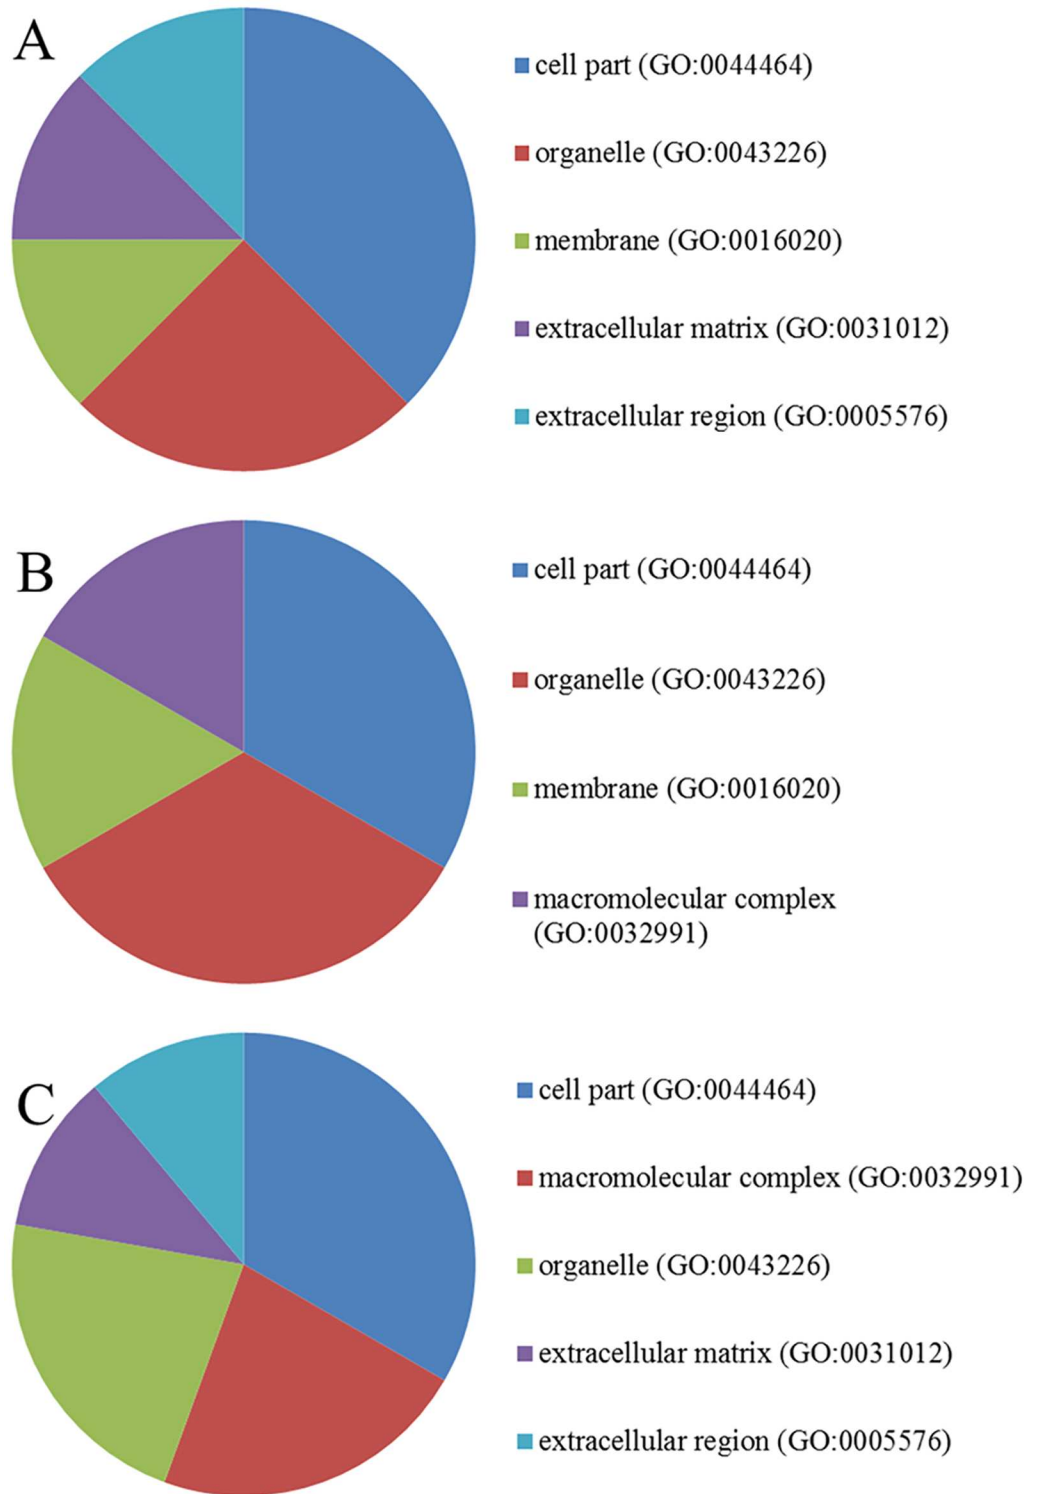 A
cell part (GO:0044464)
organelle (GO:0043226)
membrane (GO:0016020)
extracellular matrix (GO:0031012)
extracellular region (GO:0005576)
B
cell part (GO:0044464)
organelle (GO:0043226)
membrane (GO:0016020)
macromolecular complex
(GO:0032991)
C
cell part (GO:0044464)
macromolecular complex (GO:0032991)
organelle (GO:0043226)
extracellular matrix (GO:0031012)
extracellular region (GO:0005576)